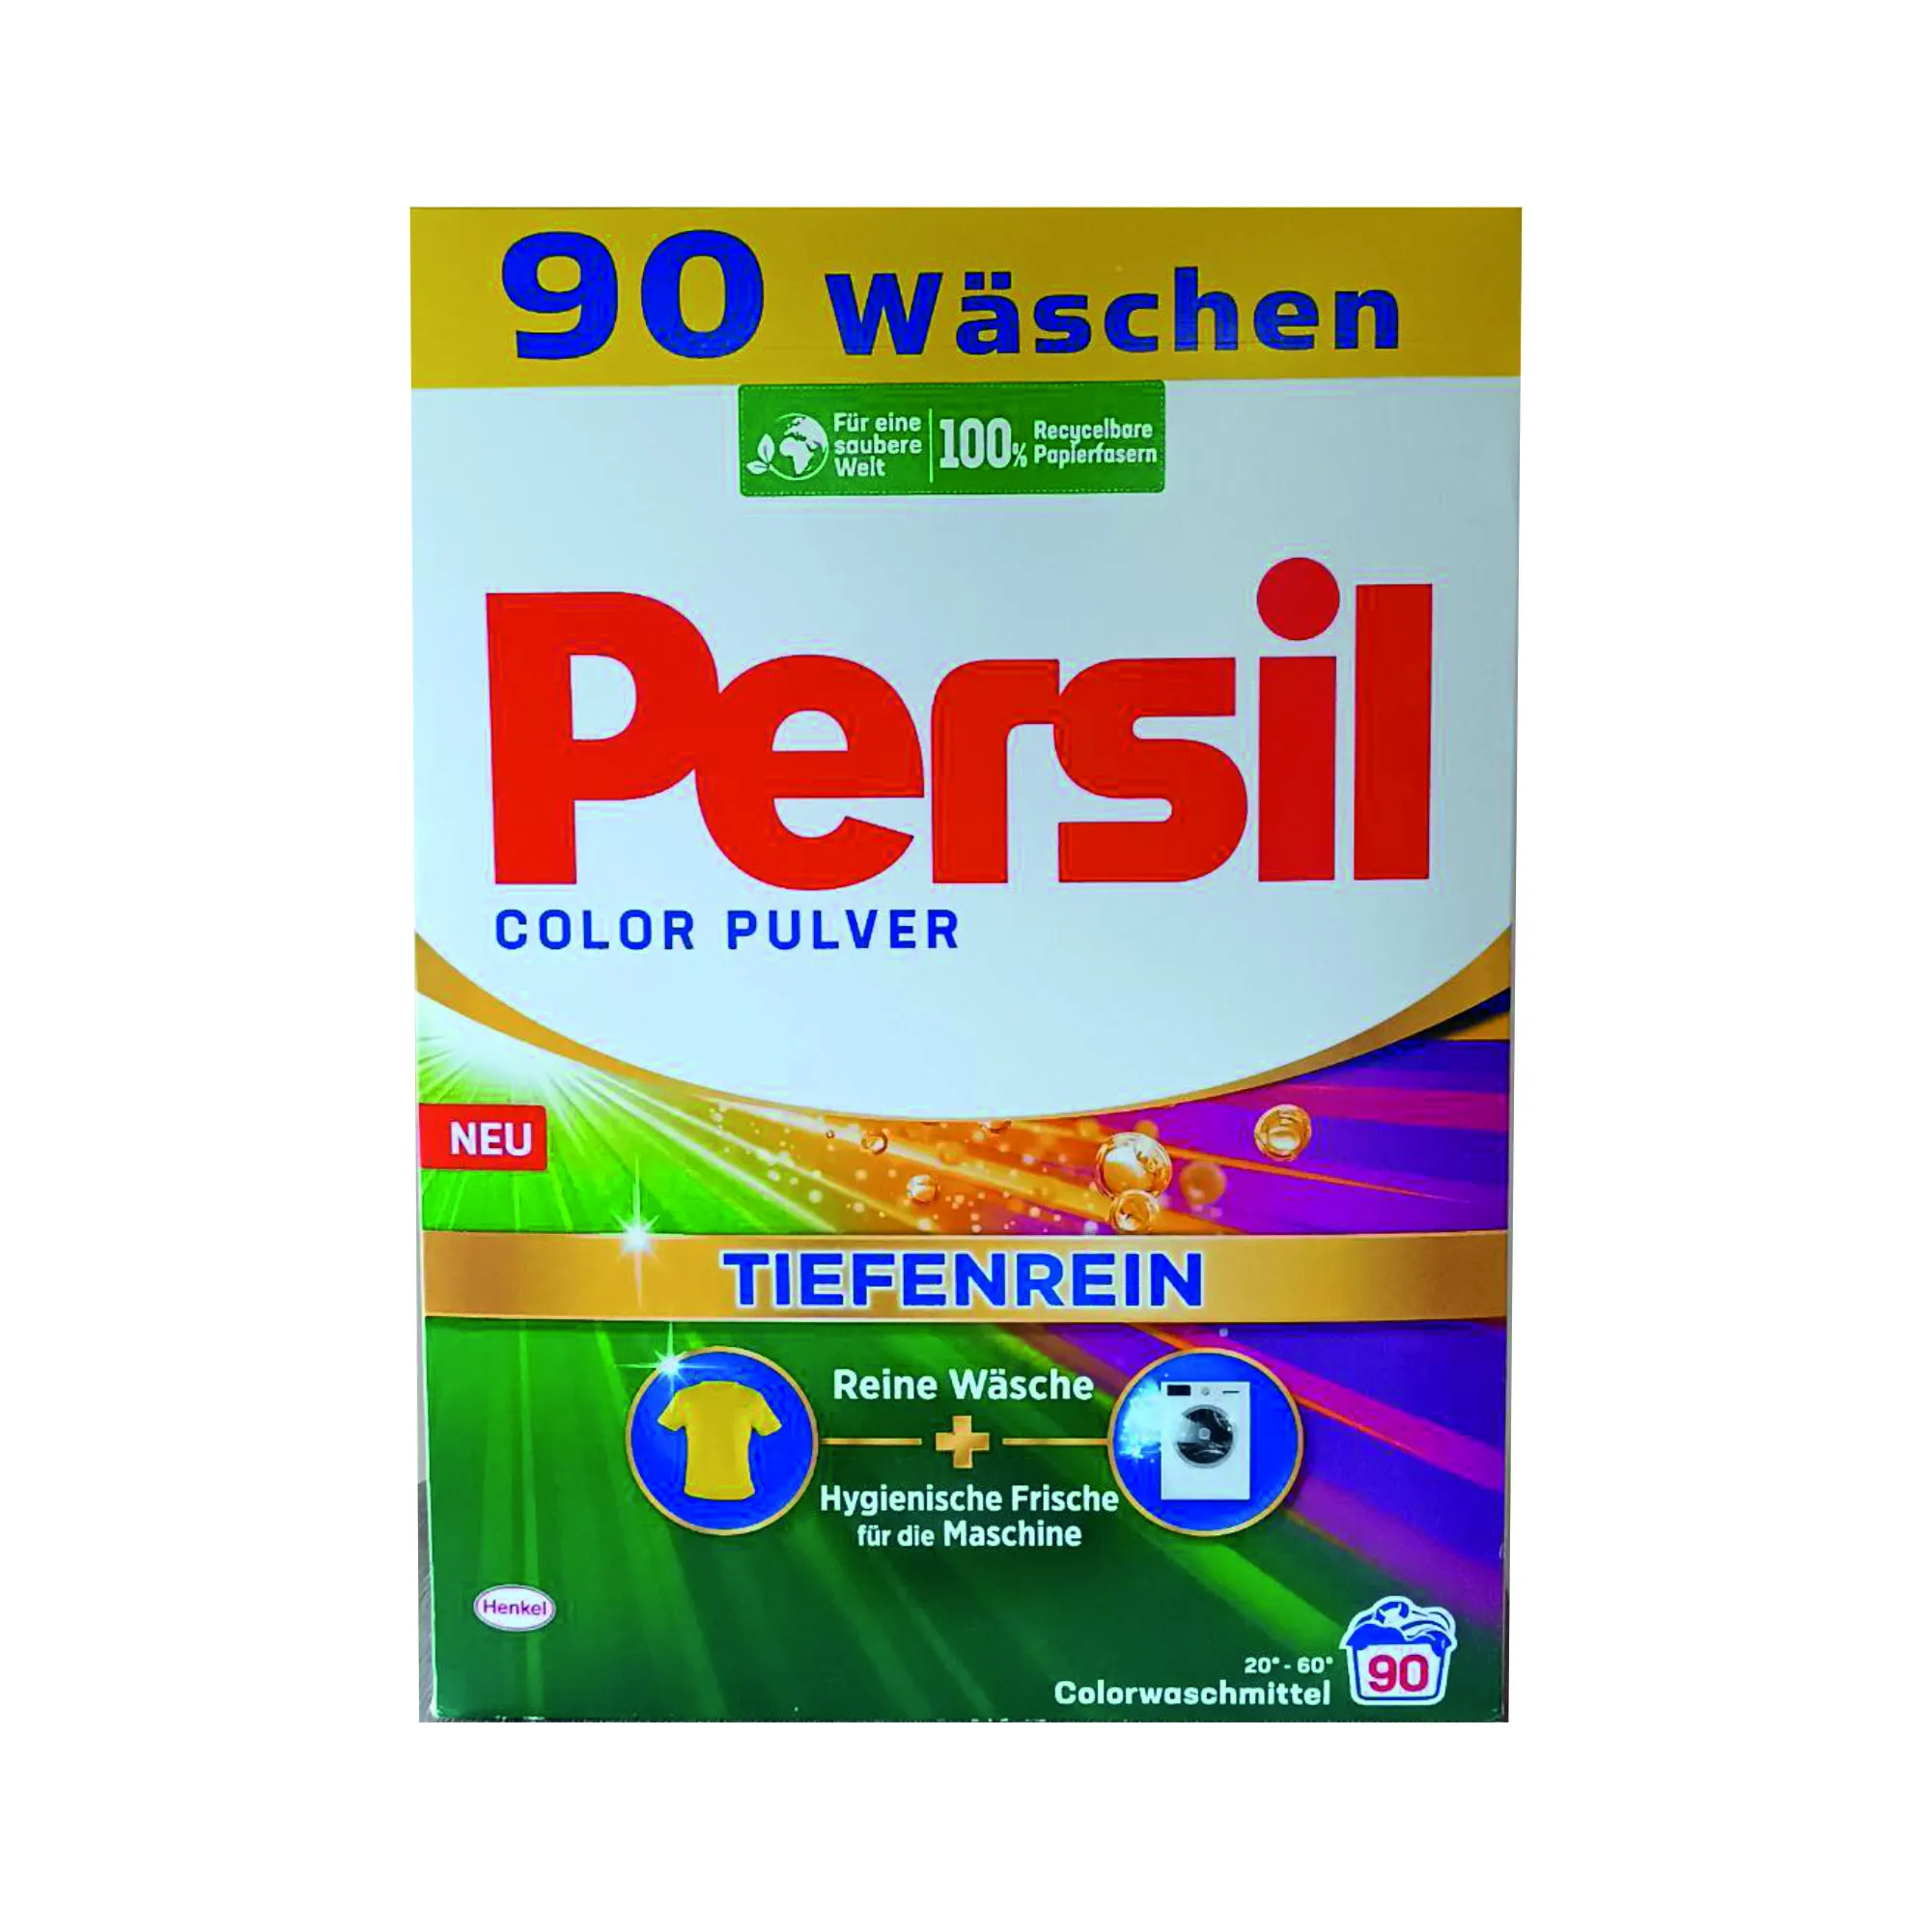 90 Wäschen
Für eine
saubere
Welt
100% Recycelbare
Papierfasern
Persil
COLOR PULVER
NEU
TIEFENREIN
Reine Wäsche
Hygienische Frische
für die Maschine
Henkel
20° - 60°
Colorwaschmittel
90